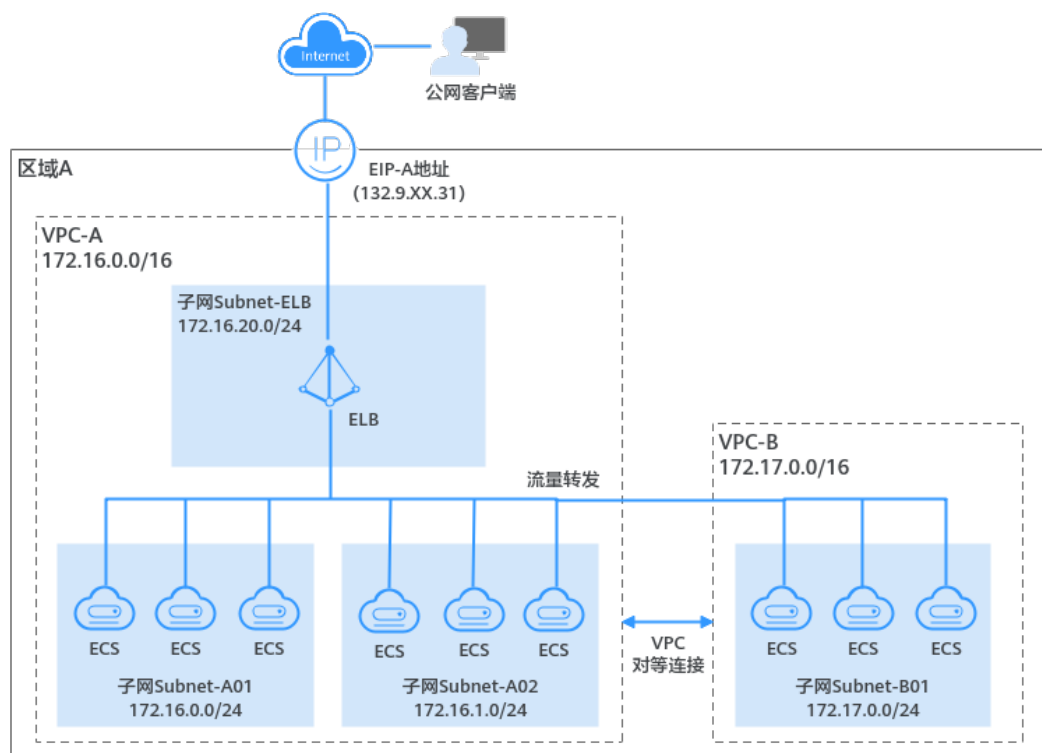 Internet
公网客户端
IP
区域A
EIP-A地址
(132.9.XX.31)
VPC-A
172.16.0.0/16
子网Subnet-ELB
172.16.20.0/24
ELB
VPC-B
172.17.0.0/16
流量转发
ECS
ECS
ECS
子网Subnet-A01
172.16.0.0/24
ECS
ECS
ECS
子网Subnet-A02
172.16.1.0/24
VPC
对等连接
ECS
ECS
ECS
子网Subnet-B01
172.17.0.0/24